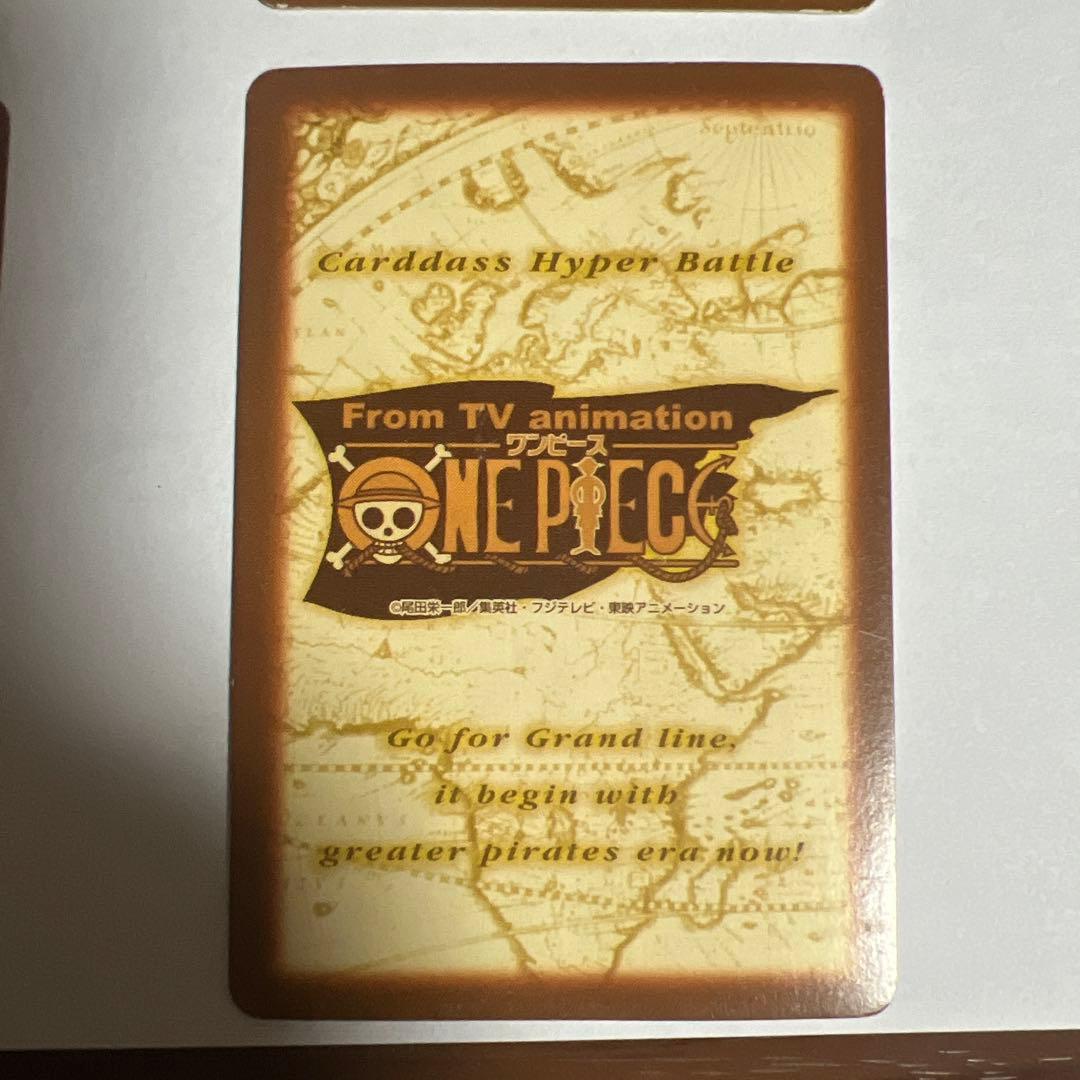 Septentrio
Carddass Hyper Battle
From TV animation
ワンピース
ONE PIECE
©尾田栄一郎/集英社・フジテレビ・東映アニメーション
Go for Grand line,
it begin with
greater pirates era now!